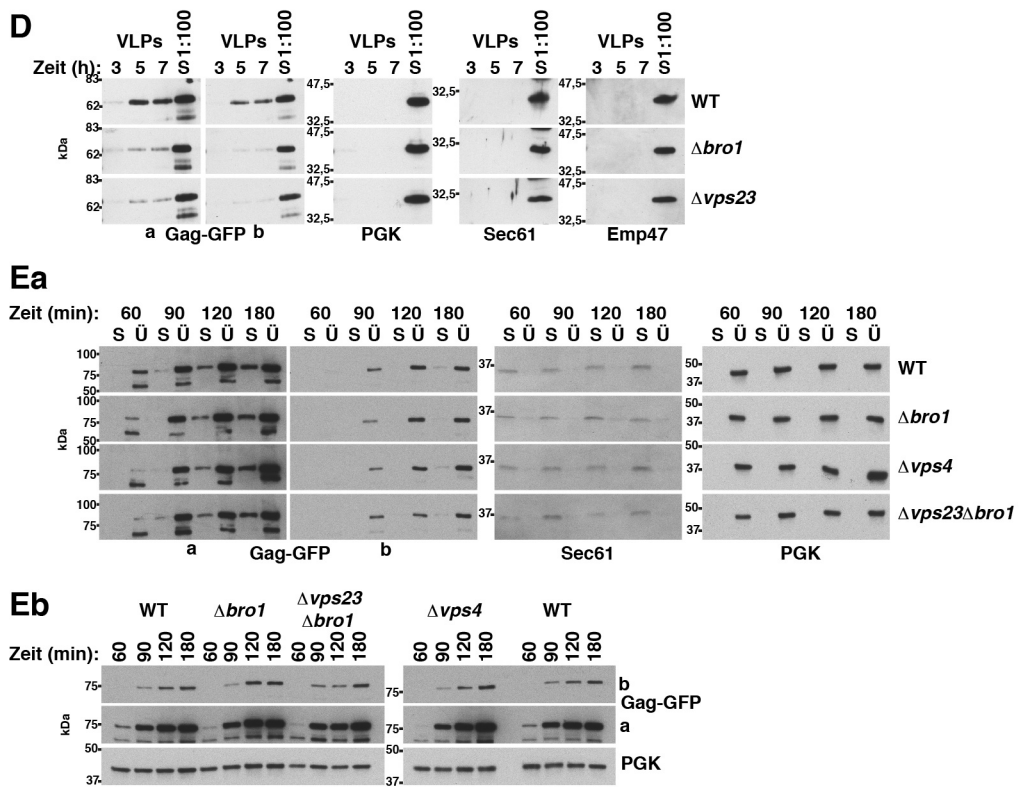 D
VLPs VLPs VLPs VLPs VLPs
1:100 1:100 1:100 1:100 1:100
Zeit (h): 3 5 7 S 3 5 7 S 3 5 7 S 3 5 7 S 3 5 7 S
83 47,5 32,5 47,5
62 32,5 32,5 WT
83 47,5 32,5 47,5
kDa 62 32,5 32,5 Δbro1
83 47,5 32,5 47,5
62 32,5 32,5 Δvps23
a Gag-GFP b PGK Sec61 Emp47
Ea
Zeit (min): 60 90 120 180 60 90 120 180 60 90 120 180 60 90 120 180
S Ü S Ü S Ü S Ü S Ü S Ü S Ü S Ü S Ü S Ü S Ü S Ü S Ü S Ü S Ü S Ü
100 75 50 37 50 37 WT
100 75 50 37 50 37 Δbro1
kDa 100 75 37 50 37 Δvps4
100 75 37 50 37 Δvps23Δbro1
a Gag-GFP b Sec61 PGK
Eb
WT Δbro1 Δvps23 Δbro1 Δvps4 WT
Zeit (min): 60 90 120 180 60 90 120 180 60 90 120 180 60 90 120 180 60 90 120 180
75 75 b
Gag-GFP
kDa 75 75 a
50 50
37 37 PGK